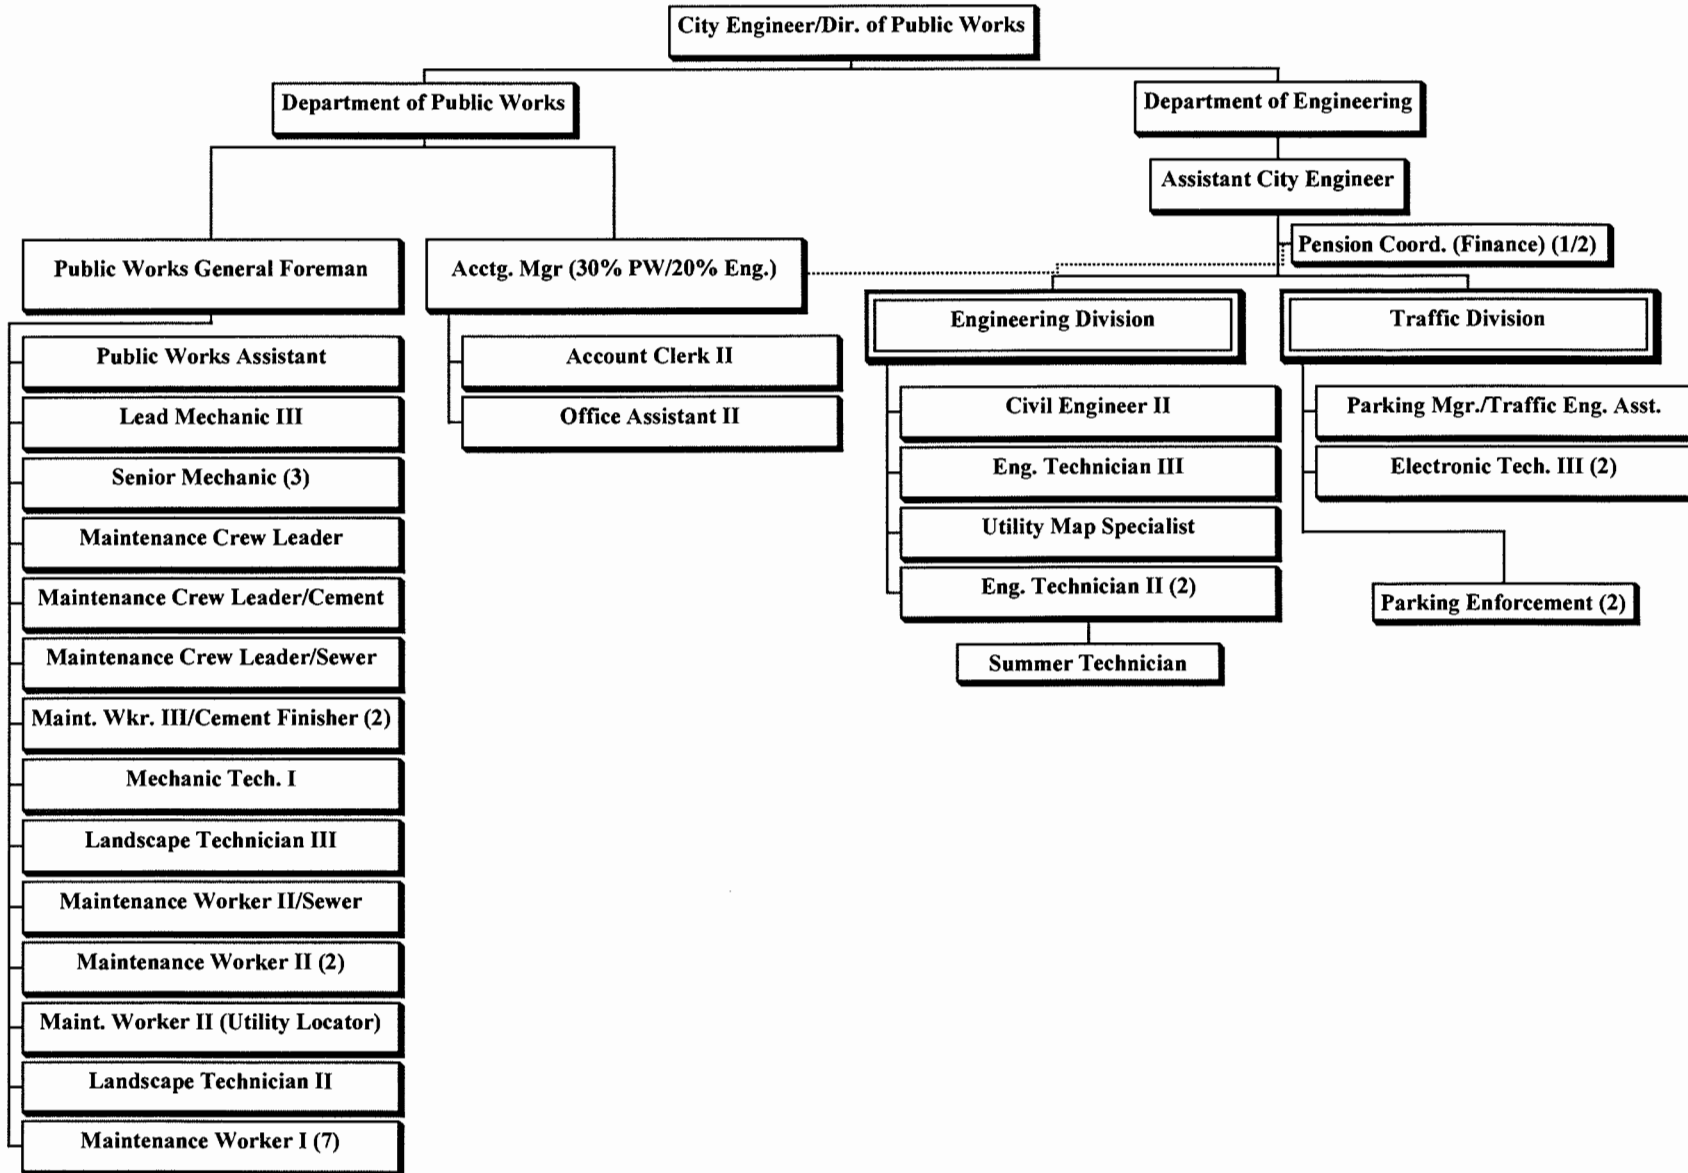 City Engineer/Dir. of Public Works
Department of Public Works
Department of Engineering
Assistant City Engineer
Pension Coord. (Finance) (1/2)
Public Works General Foreman
Acctg. Mgr (30% PW/20% Eng.)
Engineering Division
Traffic Division
Public Works Assistant
Lead Mechanic III
Senior Mechanic (3)
Maintenance Crew Leader
Maintenance Crew Leader/Cement
Maintenance Crew Leader/Sewer
Maint. Wkr. III/Cement Finisher (2)
Mechanic Tech. I
Landscape Technician III
Maintenance Worker II/Sewer
Maintenance Worker II (2)
Maint. Worker II (Utility Locator)
Landscape Technician II
Maintenance Worker I (7)
Account Clerk II
Office Assistant II
Civil Engineer II
Eng. Technician III
Utility Map Specialist
Eng. Technician II (2)
Summer Technician
Parking Mgr./Traffic Eng. Asst.
Electronic Tech. III (2)
Parking Enforcement (2)